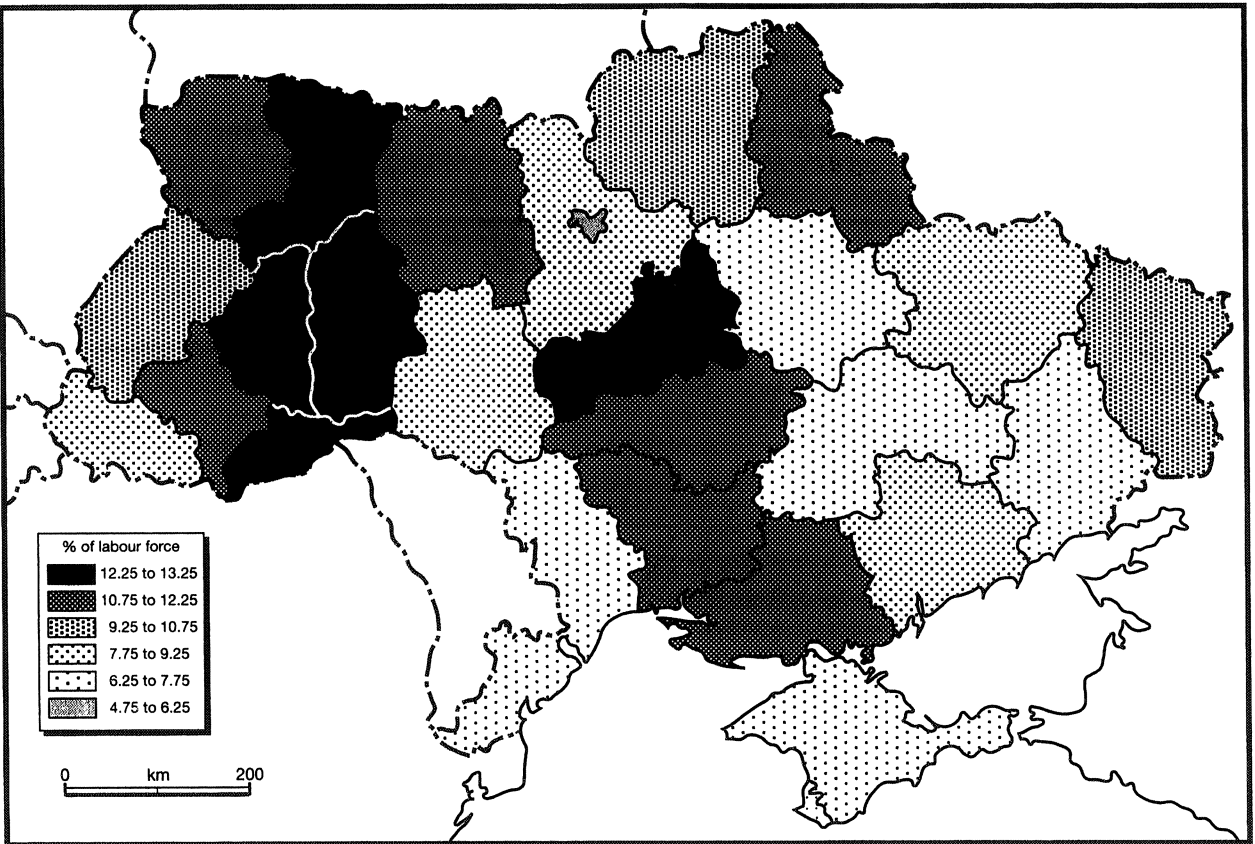 % of labour force
12.25 to 13.25
10.75 to 12.25
9.25 to 10.75
7.75 to 9.25
6.25 to 7.75
4.75 to 6.25
0 km 200